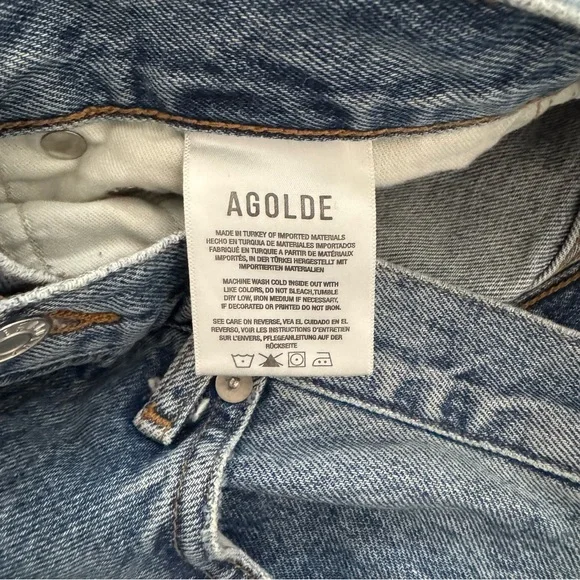 AGOLDE
MADE IN TURKEY OF IMPORTED MATERIALS
HECHO EN TURQUIA DE MATERIALES IMPORTADOS
FABRIQUÉ EN TURQUIE A PARTIR DE MATÉRIAUX
IMPORTÉS, IN DER TÜRKEI HERGESTELLT MIT
IMPORTIERTEN MATERIALIEN
MACHINE WASH COLD INSIDE OUT WITH
LIKE COLORS, DO NOT BLEACH,TUMBLE
DRY LOW, IRON MEDIUM IF NECESSARY,
IF DECORATED OR PRINTED DO NOT IRON
SEE CARE ON REVERSE, VEA EL CUIDADO EN EL
REVERSO, VOIR LES INSTRUCTIONS D'ENTRETIEN
SUR L'ENVERS, PFLEGEANLEITUNG AUF DER
RÜCKSEITE